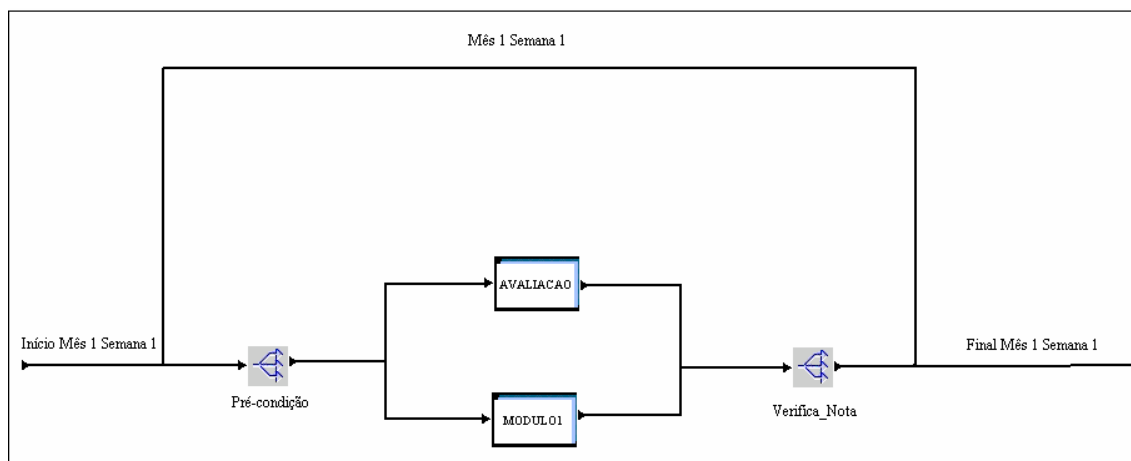 Mês 1 Semana 1
AVALIACAO
Início Mês 1 Semana 1
Final Mês 1 Semana 1
Pré-condição
Verifica_Nota
MODULO1